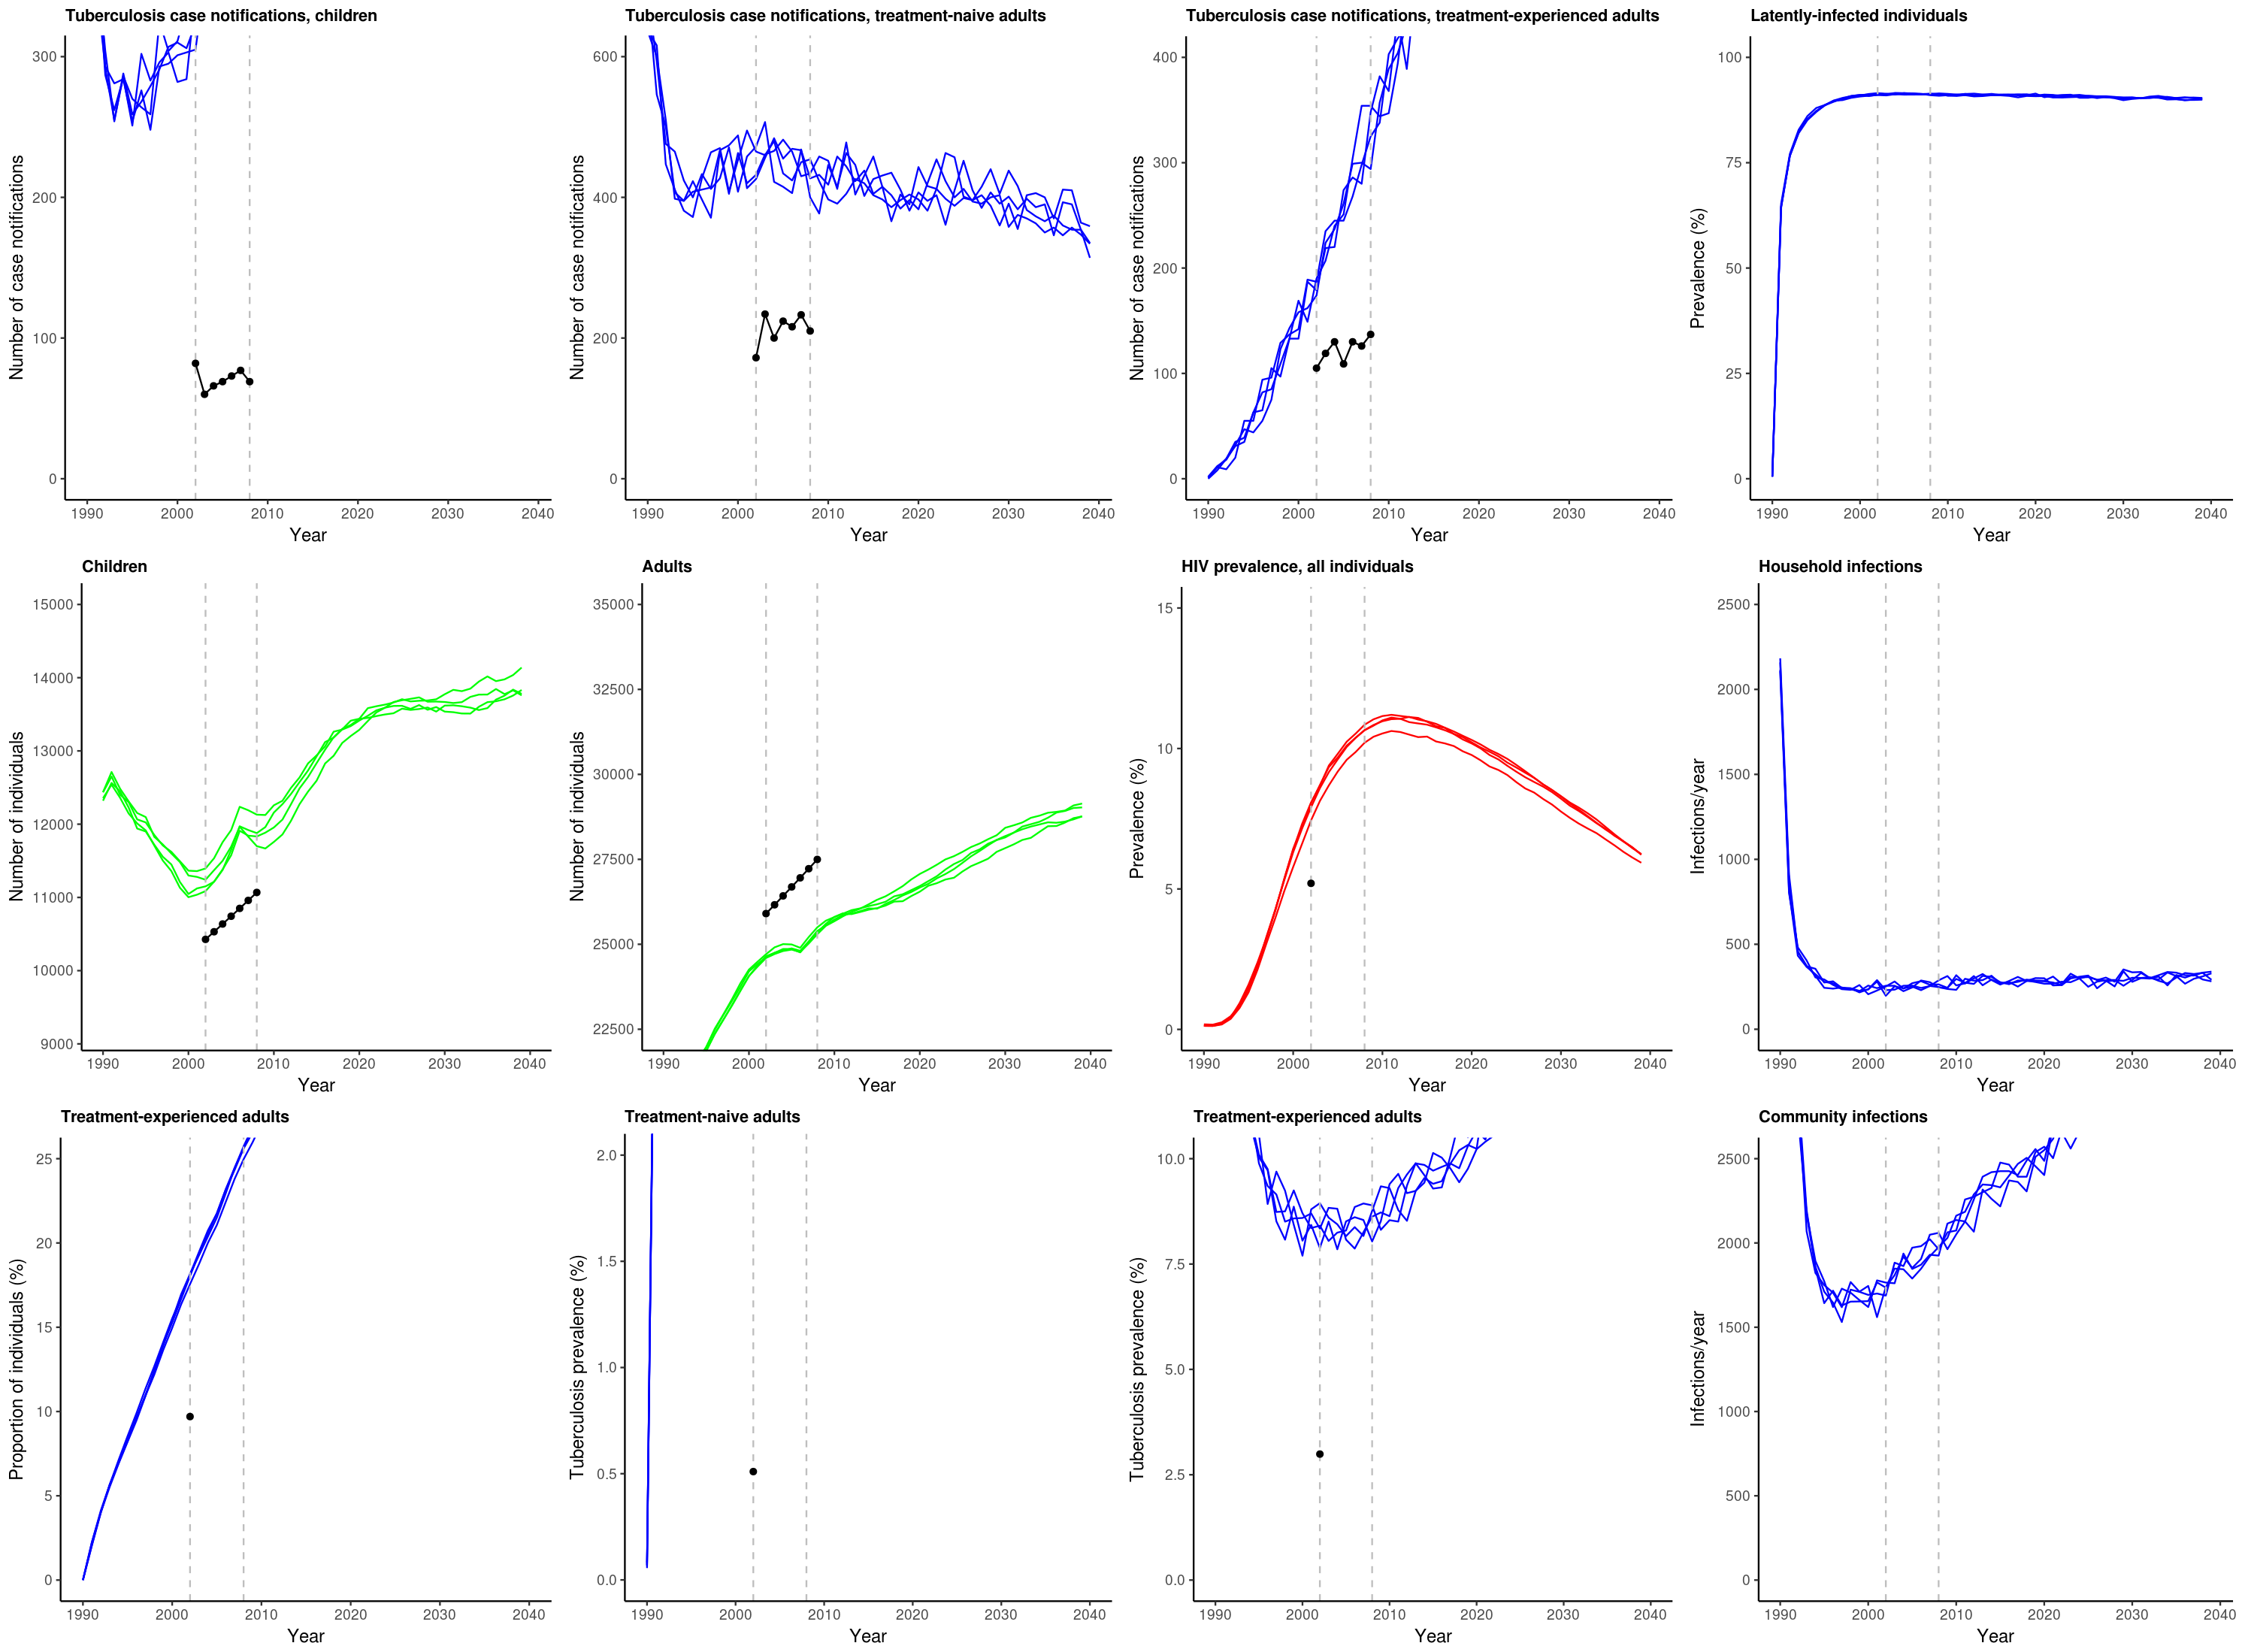 Tuberculosis case notifications, children
Number of case notifications
300
200
100
0
1990 2000 2010 2020 2030 2040
Year
Tuberculosis case notifications, treatment-naive adults
Number of case notifications
600
400
200
0
1990 2000 2010 2020 2030 2040
Year
Tuberculosis case notifications, treatment-experienced adults
Number of case notifications
400
300
200
100
0
1990 2000 2010 2020 2030 2040
Year
Latently-infected individuals
Prevalence (%)
100
75
50
25
0
1990 2000 2010 2020 2030 2040
Year
Children
Number of individuals
15000
14000
13000
12000
11000
10000
9000
1990 2000 2010 2020 2030 2040
Year
Adults
Number of individuals
35000
32500
30000
27500
25000
22500
1990 2000 2010 2020 2030 2040
Year
HIV prevalence, all individuals
Prevalence (%)
15
10
5
0
1990 2000 2010 2020 2030 2040
Year
Household infections
Infections/year
2500
2000
1500
1000
500
0
1990 2000 2010 2020 2030 2040
Year
Treatment-experienced adults
Proportion of individuals (%)
25
20
15
10
5
0
1990 2000 2010 2020 2030 2040
Year
Treatment-naive adults
Tuberculosis prevalence (%)
2.0
1.5
1.0
0.5
0.0
1990 2000 2010 2020 2030 2040
Year
Treatment-experienced adults
Tuberculosis prevalence (%)
10.0
7.5
5.0
2.5
0.0
1990 2000 2010 2020 2030 2040
Year
Community infections
Infections/year
2500
2000
1500
1000
500
0
1990 2000 2010 2020 2030 2040
Year